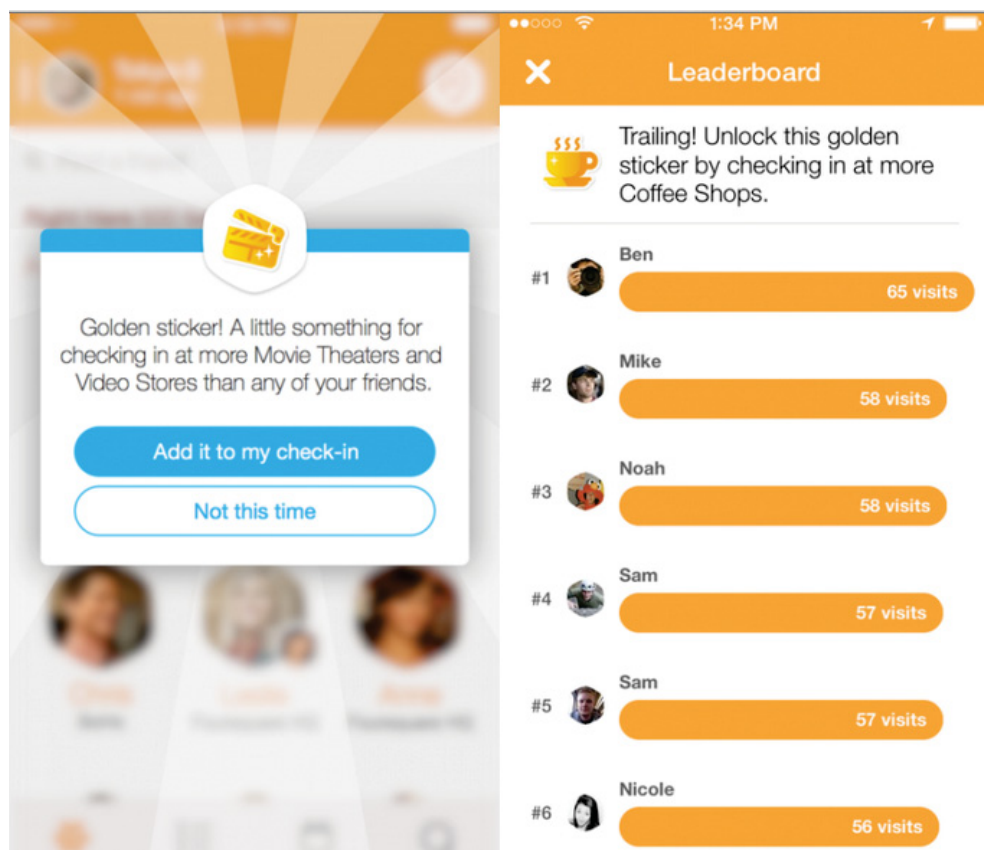 Golden sticker! A little something for
checking in at more Movie Theaters and
Video Stores than any of your friends.
Add it to my check-in
Not this time
1:34 PM
Leaderboard
Trailing! Unlock this golden
sticker by checking in at more
Coffee Shops.
Ben
#1
65 visits
Mike
#2
58 visits
Noah
#3
58 visits
Sam
#4
57 visits
Sam
#5
57 visits
Nicole
#6
56 visits